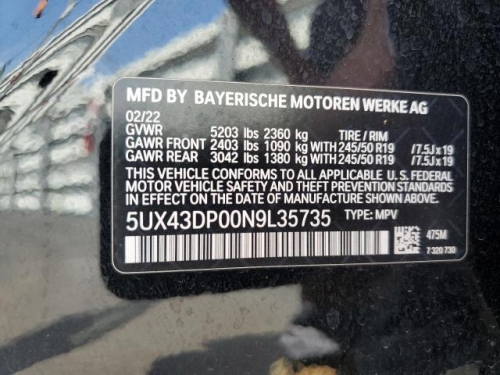 MFD BY BAYERISCHE MOTOREN WERKE AG
02/22
GVWR 5203 lbs 2360 kg TIRE / RIM
GAWR FRONT 2403 lbs 1090 kg WITH 245/50 R19 /7.5J x 19
GAWR REAR 3042 lbs 1380 kg WITH 245/50 R19 /7.5J x 19
THIS VEHICLE CONFORMS TO ALL APPLICABLE U.S. FEDERAL
MOTOR VEHICLE SAFETY AND THEFT PREVENTION STANDARDS
IN EFFECT ON THE DATE OF MANUFACTURE SHOWN ABOVE.
5UX43DP00N9L35735 TYPE: MPV
475M
7 320 730